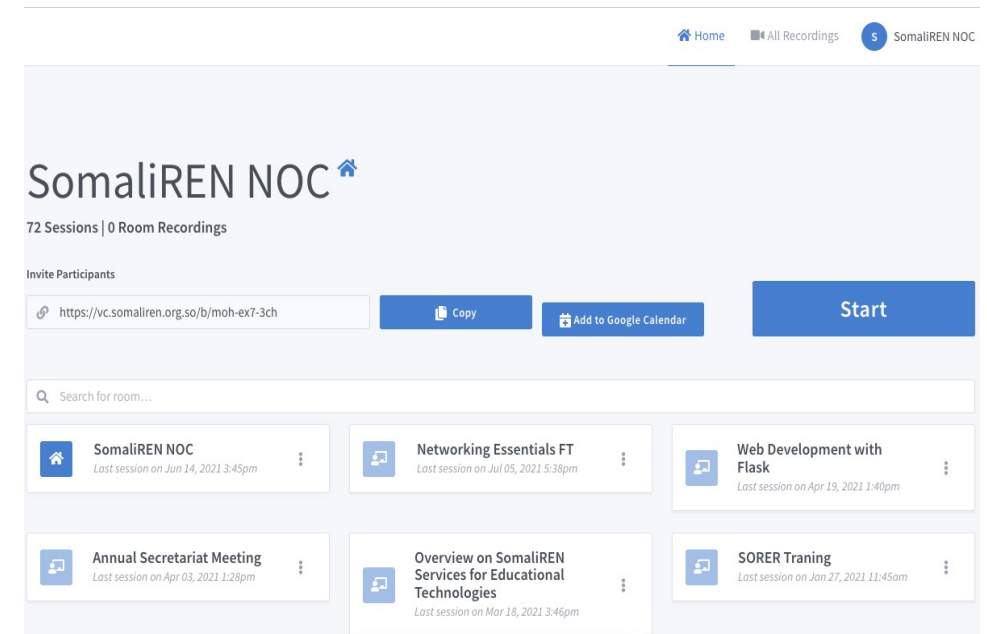 Home
All Recordings
S
SomaliREN NOC
SomaliREN NOC
72 Sessions | 0 Room Recordings
Invite Participants
https://vc.somaliren.org.so/b/moh-ex7-3ch
Copy
Add to Google Calendar
Start
Search for room...
SomaliREN NOC
Last session on Jun 14, 2021 3:45pm
Networking Essentials FT
Last session on Jul 05, 2021 5:38pm
Web Development with
Flask
Last session on Apr 19, 2021 1:40pm
Annual Secretariat Meeting
Last session on Apr 03, 2021 1:28pm
Overview on SomaliREN
Services for Educational
Technologies
Last session on Mar 18, 2021 3:46pm
SORER Traning
Last session on Jan 27, 2021 11:45am